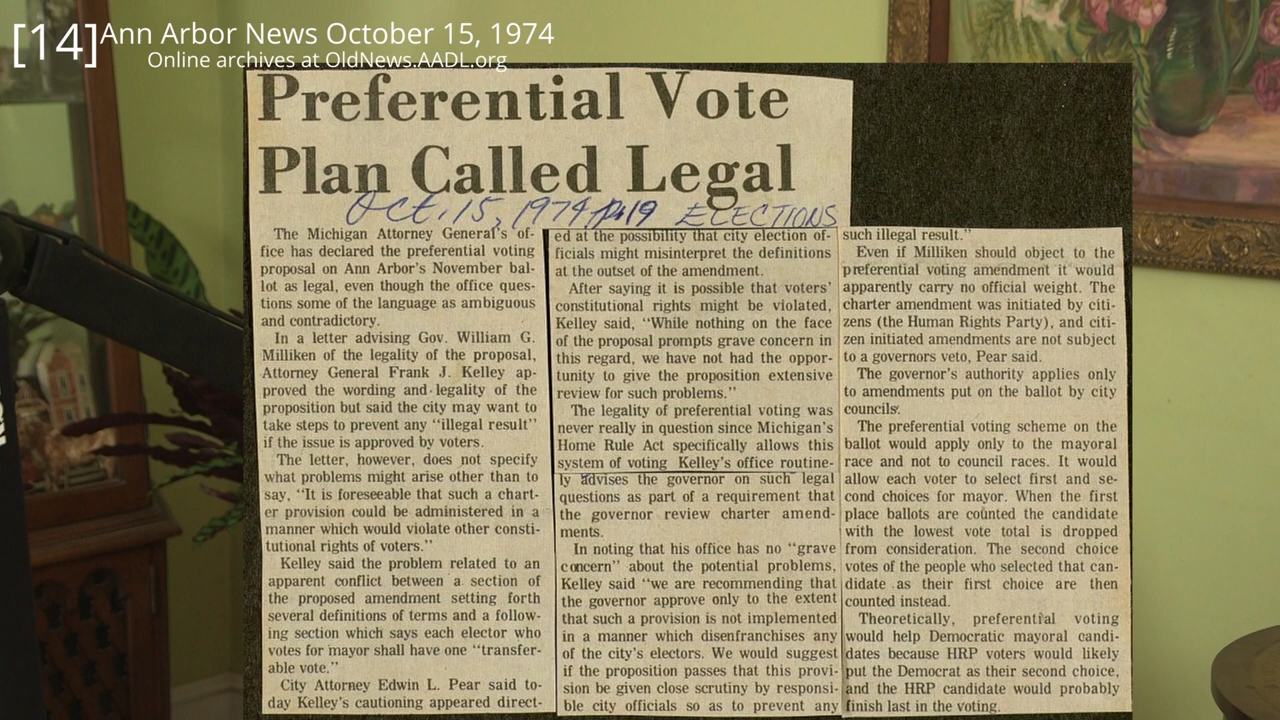 [14] Ann Arbor News October 15, 1974
Online archives at OldNews.AADL.org
Preferential Vote
Plan Called Legal
Oct. 15, 1974 P.19 ELECTIONS
The Michigan Attorney General's of-
fice has declared the preferential voting
proposal on Ann Arbor's November bal-
lot as legal, even though the office ques-
tions some of the language as ambiguous
and contradictory.
In a letter advising Gov. William G.
Milliken of the legality of the proposal,
Attorney General Frank J. Kelley ap-
proved the wording and legality of the
proposition but said the city may want to
take steps to prevent any "illegal result"
if the issue is approved by voters.
The letter, however, does not specify
what problems might arise other than to
say, "It is foreseeable that such a chart-
er provision could be administered in a
manner which would violate other consti-
tutional rights of voters."
Kelley said the problem related to an
apparent conflict between a section of
the proposed amendment setting forth
several definitions of terms and a follow-
ing section which says each elector who
votes for mayor shall have one "transfer-
able vote."
City Attorney Edwin L. Pear said to-
day Kelley's cautioning appeared direct-
ed at the possibility that city election of-
ficials might misinterpret the definitions
at the outset of the amendment.
After saying it is possible that voters'
constitutional rights might be violated,
Kelley said, "While nothing on the face
of the proposal prompts grave concern in
this regard, we have not had the oppor-
tunity to give the proposition extensive
review for such problems."
The legality of preferential voting was
never really in question since Michigan's
Home Rule Act specifically allows this
system of voting Kelley's office routine-
ly advises the governor on such legal
questions as part of a requirement that
the governor review charter amend-
ments.
In noting that his office has no "grave
concern" about the potential problems,
Kelley said "we are recommending that
the governor approve only to the extent
that such a provision is not implemented
in a manner which disenfranchises any
of the city's electors. We would suggest
if the proposition passes that this provi-
sion be given close scrutiny by responsi-
ble city officials so as to prevent any
such illegal result."
Even if Milliken should object to the
preferential voting amendment it would
apparently carry no official weight. The
charter amendment was initiated by citi-
zens (the Human Rights Party), and citi-
zen initiated amendments are not subject
to a governors veto, Pear said.
The governor's authority applies only
to amendments put on the ballot by city
councils.
The preferential voting scheme on the
ballot would apply only to the mayoral
race and not to council races. It would
allow each voter to select first and se-
cond choices for mayor. When the first
place ballots are counted the candidate
with the lowest vote total is dropped
from consideration. The second choice
votes of the people who selected that can-
didate as their first choice are then
counted instead.
Theoretically, preferential voting
would help Democratic mayoral candi-
dates because HRP voters would likely
put the Democrat as their second choice,
and the HRP candidate would probably
finish last in the voting.